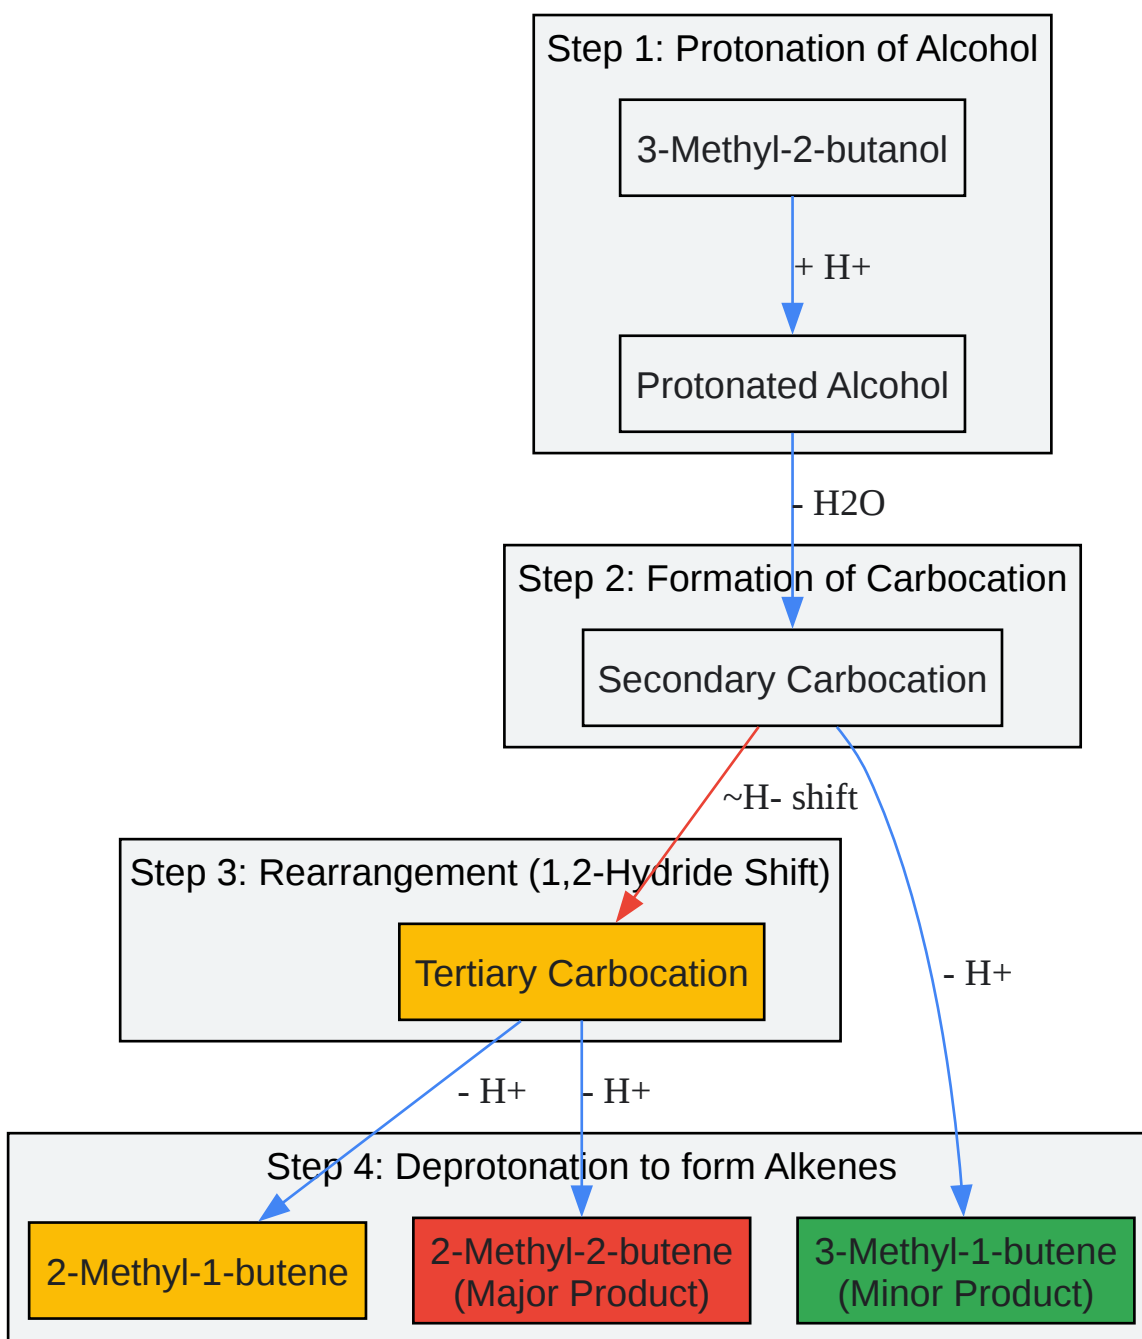 Step 1: Protonation of Alcohol
3-Methyl-2-butanol
+ H+
Protonated Alcohol
- H2O
Step 2: Formation of Carbocation
Secondary Carbocation
~H- shift
Step 3: Rearrangement (1,2-Hydride Shift)
Tertiary Carbocation
- H+
- H+
- H+
Step 4: Deprotonation to form Alkenes
2-Methyl-1-butene
2-Methyl-2-butene
(Major Product)
3-Methyl-1-butene
(Minor Product)